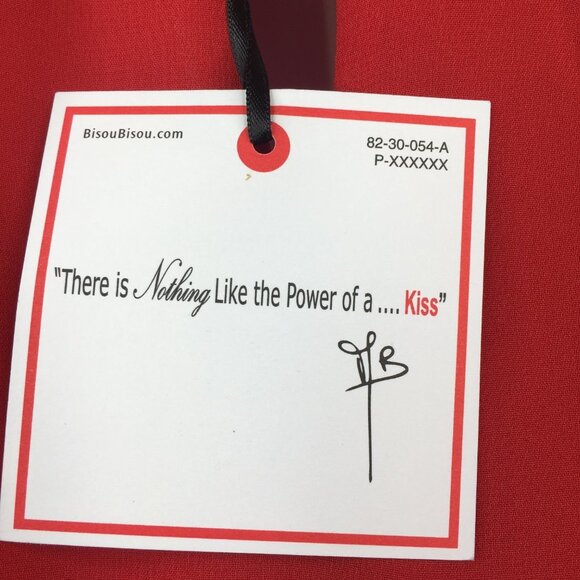 BisouBisou.com
82-30-054-A
P-XXXXXX
"There is Nothing Like the Power of a .... Kiss"
B